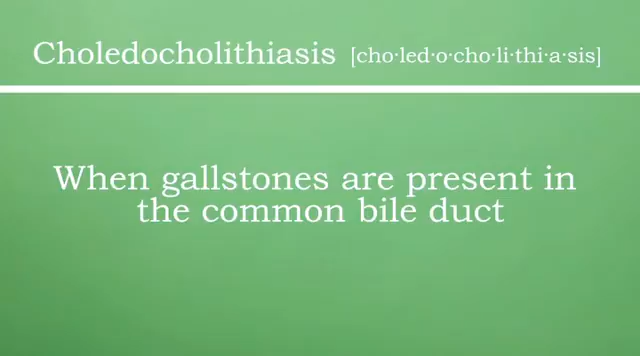 Choledocholithiasis [cho·led·o·cho·li·thi·a·sis]
When gallstones are present in
the common bile duct